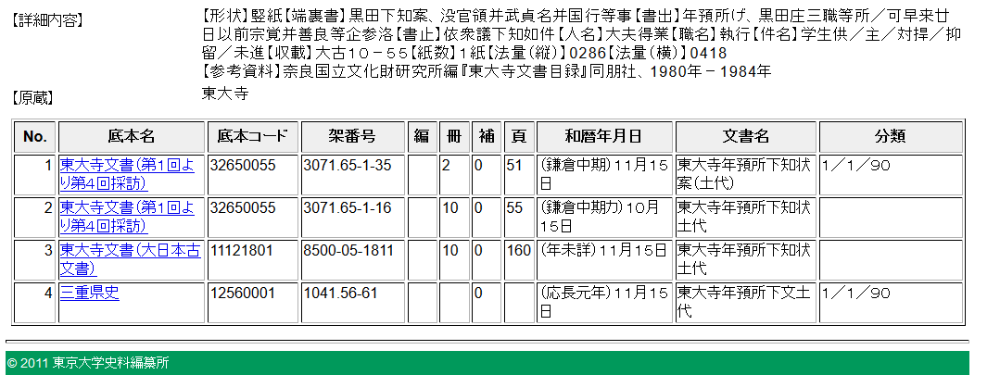 【詳細内容】
【形状】竪紙【端裏書】黒田下知案、没官領并武貞名并国行等事【書出】年預所げ、黒田庄三職等所／可早来廿
日以前宗覚并善良等企参洛【書止】依衆議下知如件【人名】大夫得業【職名】執行【件名】学生供／主／対捍／抑
留／未進【収載】大古１０－５５【紙数】１紙【法量（縦）】0286【法量（横）】0418
【参考資料】奈良国立文化財研究所編『東大寺文書目録』同朋社、1980年－1984年
【原蔵】
東大寺
No. 底本名 底本コード 架番号 編 冊 補 頁 和暦年月日 文書名 分類
1 東大寺文書（第１回よ 32650055 3071.65-1-35 2 0 51 （鎌倉中期）１１月１５ 東大寺年預所下知状 １／１／９０
り第４回採訪） 日 案（土代）
2 東大寺文書（第１回よ 32650055 3071.65-1-16 10 0 55 （鎌倉中期カ）１０月 東大寺年預所下知状
り第４回採訪） １５日 土代
3 東大寺文書（大日本古 11121801 8500-05-1811 10 0 160 （年未詳）１１月１５日 東大寺年預所下知状
文書） 土代
4 三重県史 12560001 1041.56-61 0 （応長元年）１１月１５ 東大寺年預所下文土 １／１／９０
日 代
© 2011 東京大学史料編纂所